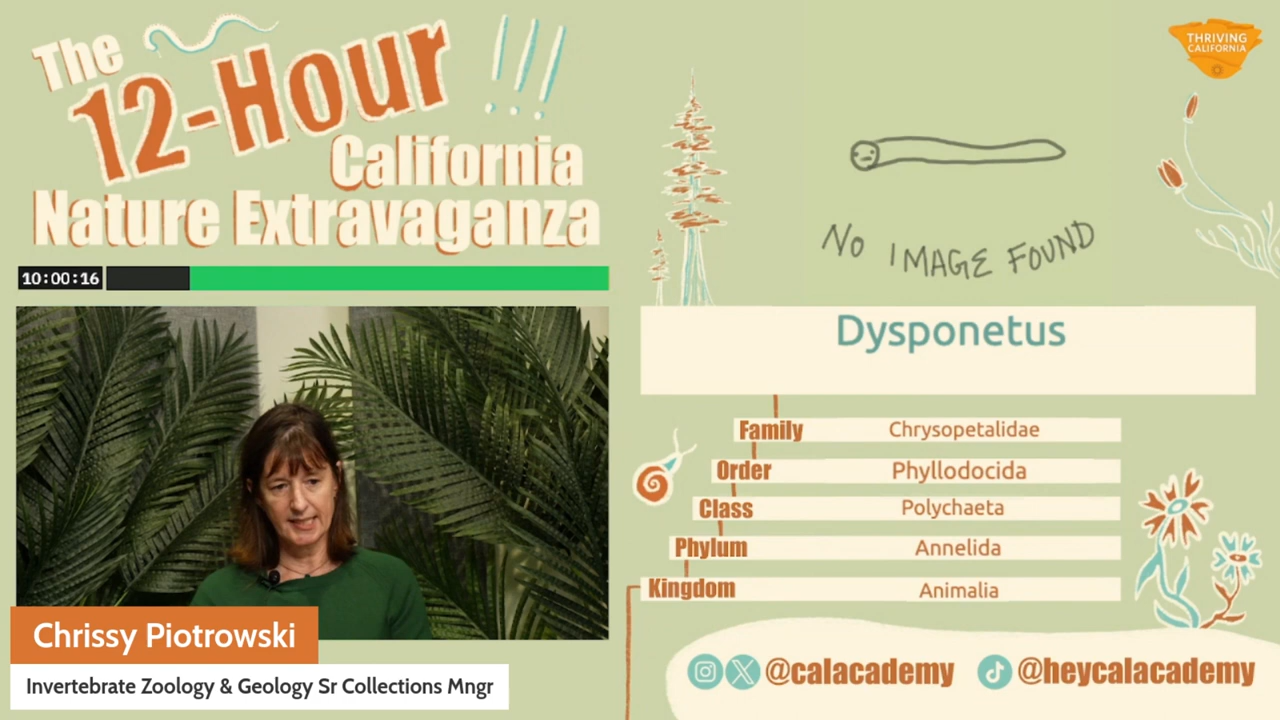 The
12-Hour !!!
California
Nature Extravaganza
10:00:16
Chrissy Piotrowski
Invertebrate Zoology & Geology Sr Collections Mngr
THRIVING
CALIFORNIA
NO IMAGE FOUND
Dysponetus
Family Chrysopetalidae
Order Phyllodocida
Class Polychaeta
Phylum Annelida
Kingdom Animalia
@calacademy @heycalacademy